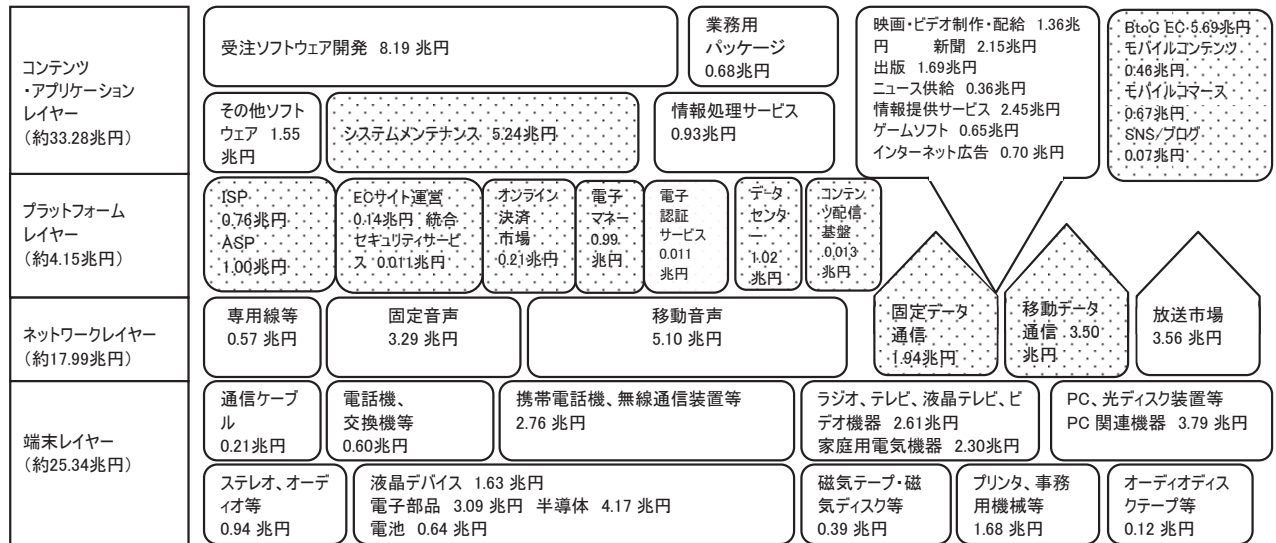 コンテンツ
・アプリケーション
レイヤー
（約33.28兆円）
受注ソフトウェア開発 8.19 兆円
業務用
パッケージ
0.68兆円
映画・ビデオ制作・配給 1.36兆
円 新聞 2.15兆円
出版 1.69兆円
ニュース供給 0.36兆円
情報提供サービス 2.45兆円
ゲームソフト 0.65兆円
インターネット広告 0.70 兆円
BtoC EC 5.69兆円
モバイルコンテンツ
0.46兆円
モバイルコマース
0.67兆円
SNS/ブログ
0.07兆円
その他ソフト
ウェア 1.55
兆円
システムメンテナンス 5.24兆円
情報処理サービス
0.93兆円
プラットフォーム
レイヤー
（約4.15兆円）
ISP
0.76兆円
ASP
1.00兆円
ECサイト運営
0.14兆円 統合
セキュリティサービ
ス 0.011兆円
オンライン
決済
市場
0.21兆円
電子
マネー
0.99
兆円
電子
認証
サービス
0.011
兆円
データ
センタ
ー
1.02
兆円
コンテン
ツ配信
基盤
0.013
兆円
ネットワークレイヤー
（約17.99兆円）
専用線等
0.57 兆円
固定音声
3.29 兆円
移動音声
5.10 兆円
固定データ
通信
1.94兆円
移動データ
通信 3.50
兆円
放送市場
3.56 兆円
端末レイヤー
（約25.34兆円）
通信ケーブ
ル
0.21兆円
電話機、
交換機等
0.60兆円
携帯電話機、無線通信装置等
2.76 兆円
ラジオ、テレビ、液晶テレビ、ビ
デオ機器 2.61兆円
家庭用電気機器 2.30兆円
PC、光ディスク装置等
PC 関連機器 3.79 兆円
ステレオ、オーデ
ィオ等
0.94 兆円
液晶デバイス 1.63 兆円
電子部品 3.09 兆円 半導体 4.17 兆円
電池 0.64 兆円
磁気テープ・磁
気ディスク等
0.39 兆円
プリンタ、事務
用機械等
1.68 兆円
オーディオディス
クテープ等
0.12 兆円